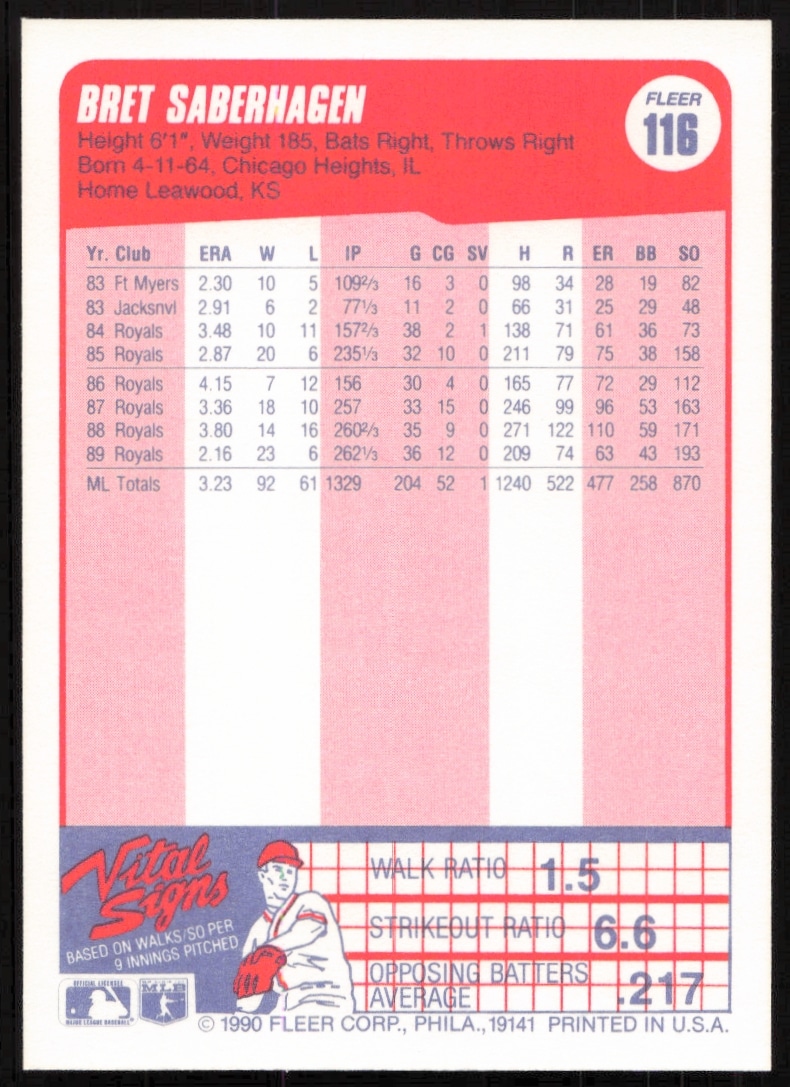 BRET SABERHAGEN
FLEER
116
Height 6'1", Weight 185, Bats Right, Throws Right
Born 4-11-64, Chicago Heights, IL
Home Leawood, KS
Yr. Club ERA W L IP G CG SV H R ER BB SO
83 Ft Myers 2.30 10 5 109⅔ 16 3 0 98 34 28 19 82
83 Jacksnvl 2.91 6 2 77⅓ 11 2 0 66 31 25 29 48
84 Royals 3.48 10 11 157⅔ 38 2 1 138 71 61 36 73
85 Royals 2.87 20 6 235⅓ 32 10 0 211 79 75 38 158
86 Royals 4.15 7 12 156 30 4 0 165 77 72 29 112
87 Royals 3.36 18 10 257 33 15 0 246 99 96 53 163
88 Royals 3.80 14 16 260⅔ 35 9 0 271 122 110 59 171
89 Royals 2.16 23 6 262⅓ 36 12 0 209 74 63 43 193
ML Totals 3.23 92 61 1329 204 52 1 1240 522 477 258 870
Vital
Signs
BASED ON WALKS/SO PER
9 INNINGS PITCHED
WALK RATIO 1.5
STRIKEOUT RATIO 6.6
OPPOSING BATTERS
AVERAGE .217
OFFICIAL LICENSEE
MAJOR LEAGUE BASEBALL
© 1990 FLEER CORP., PHILA., 19141 PRINTED IN U.S.A.